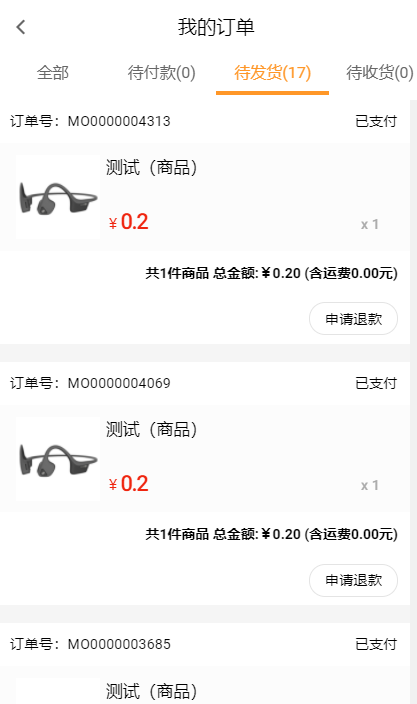 我的订单
全部 待付款(0) 待发货(17) 待收货(0)
订单号：MO0000004313 已支付
测试（商品）
￥0.2 x 1
共1件商品 总金额:￥0.20 (含运费0.00元)
申请退款
订单号：MO0000004069 已支付
测试（商品）
￥0.2 x 1
共1件商品 总金额:￥0.20 (含运费0.00元)
申请退款
订单号：MO0000003685 已支付
测试（商品）